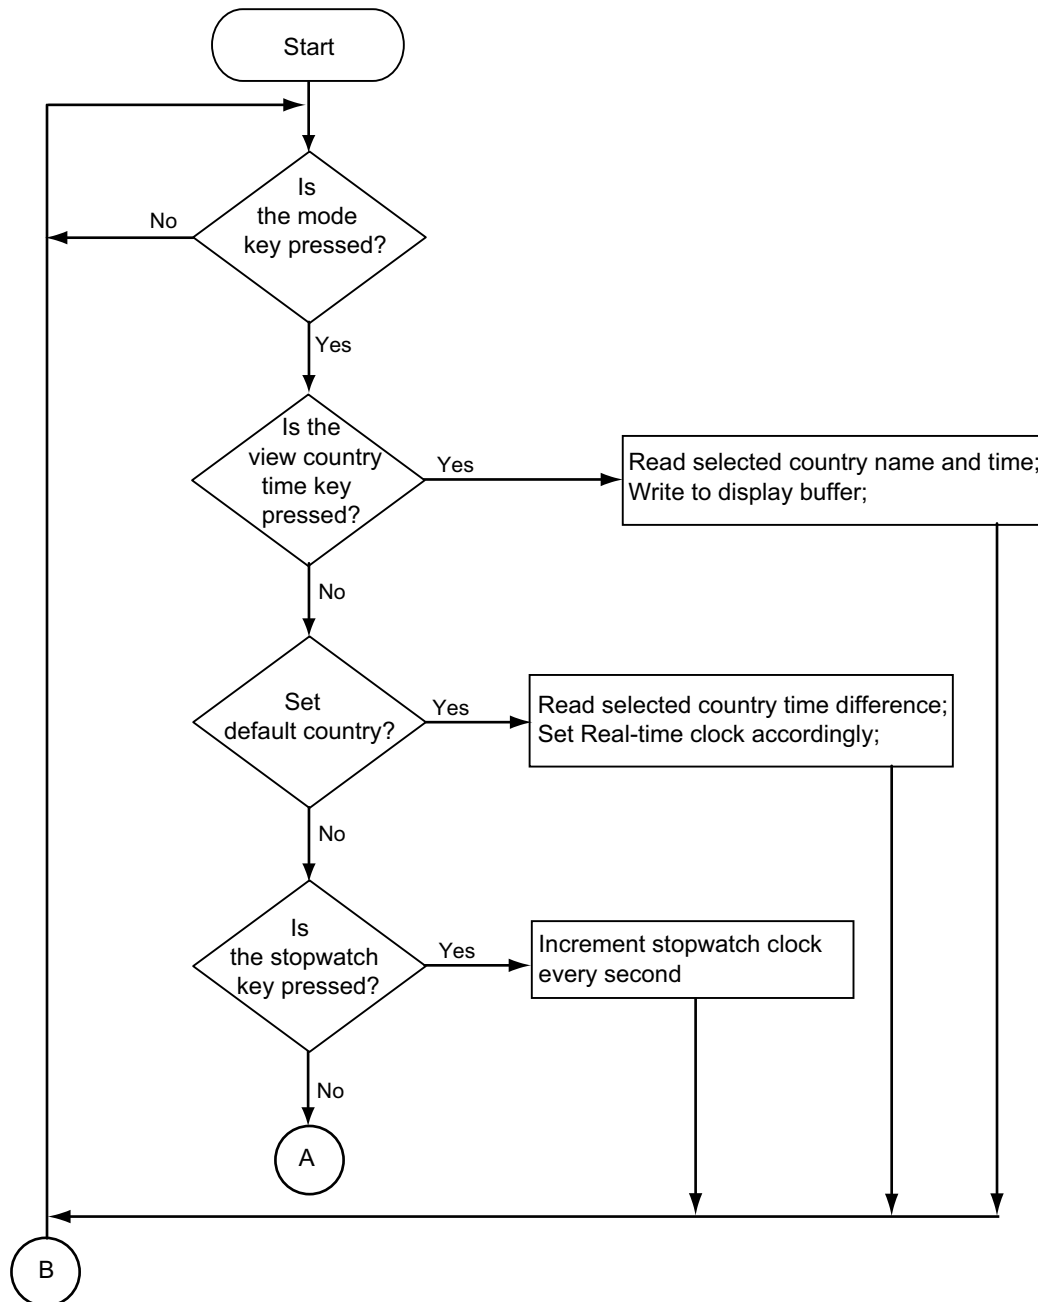 Start
Is
the mode
key pressed?
No
Yes
Is the
view country
time key
pressed?
Yes
Read selected country name and time;
Write to display buffer;
No
Set
default country?
Yes
Read selected country time difference;
Set Real-time clock accordingly;
No
Is
the stopwatch
key pressed?
Yes
Increment stopwatch clock
every second
No
A
B